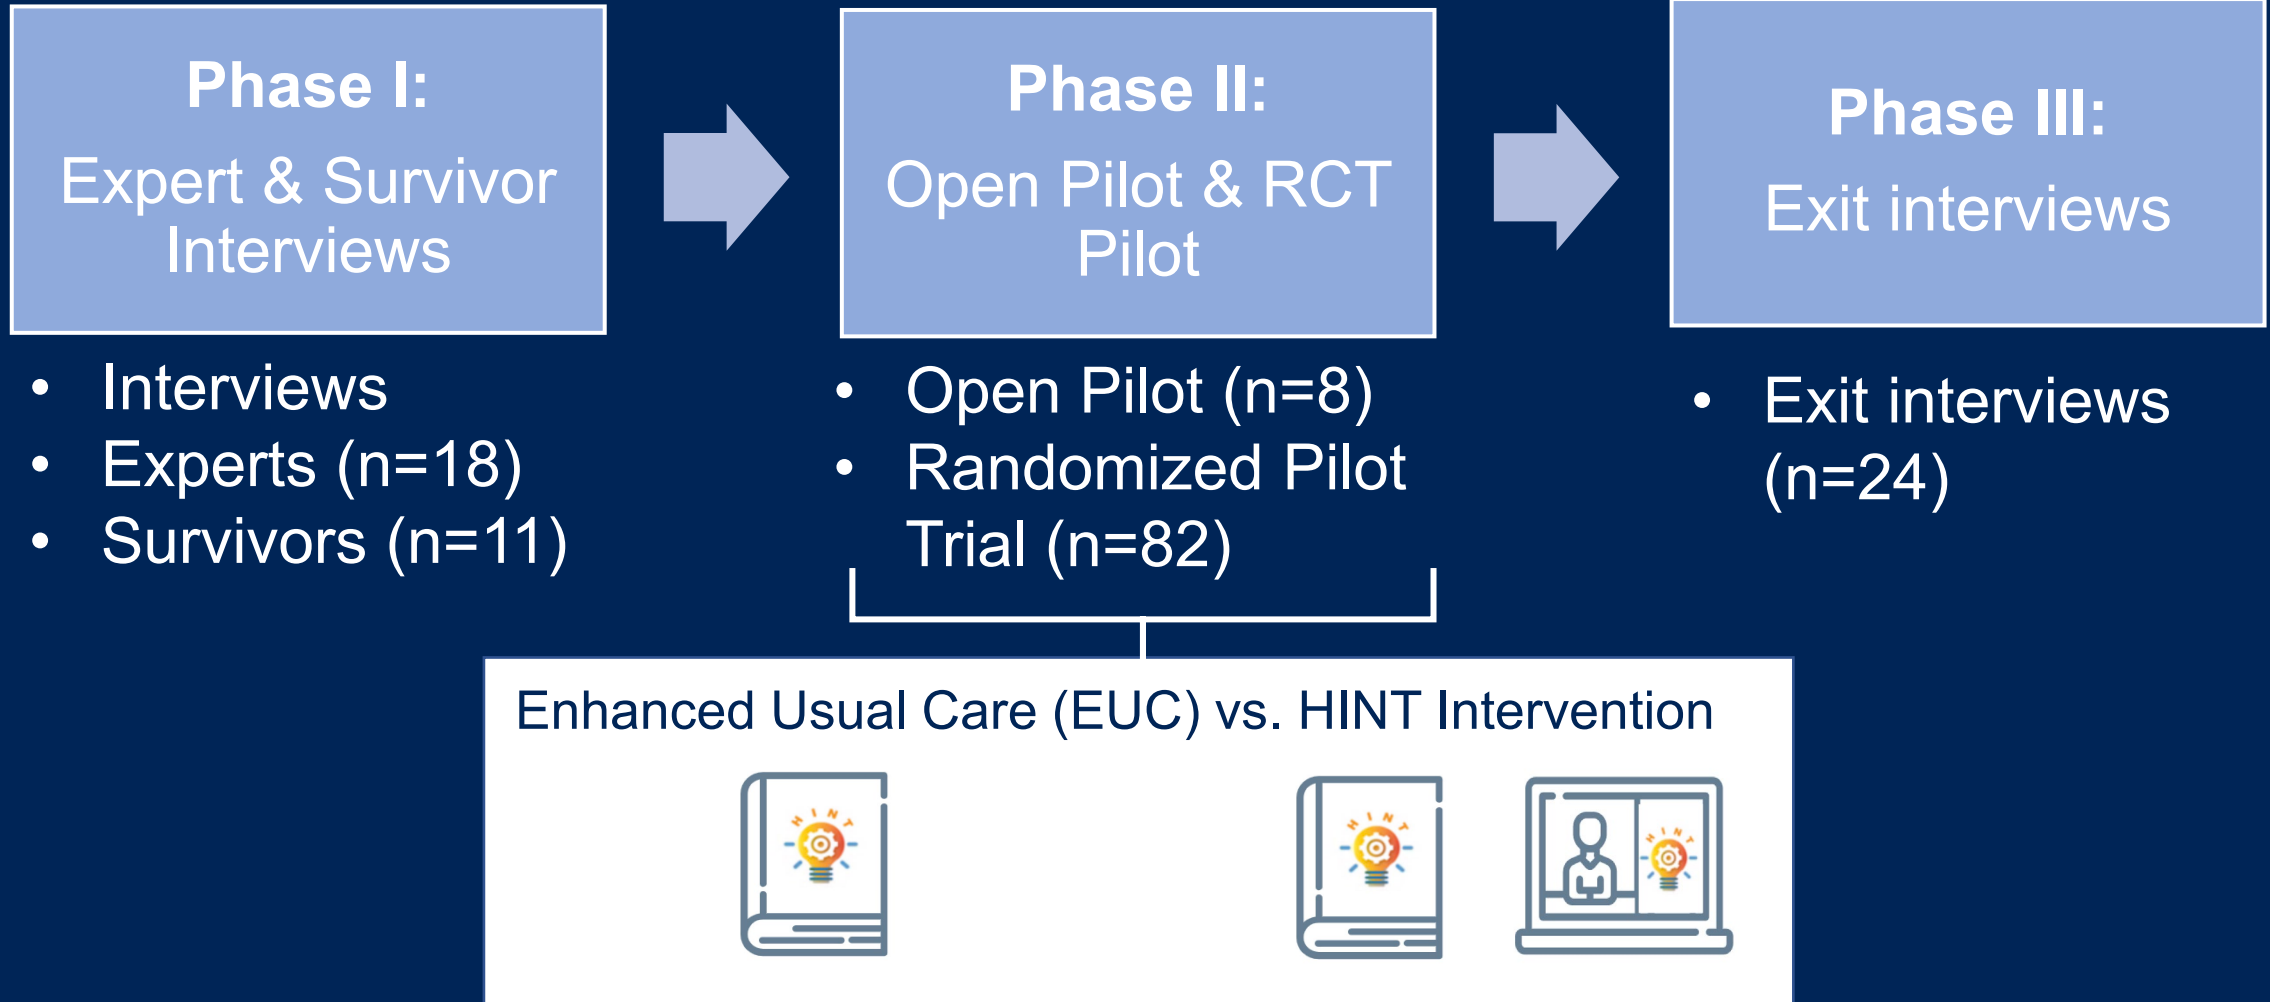 Phase I:
Expert & Survivor
Interviews
• Interviews
• Experts (n=18)
• Survivors (n=11)
Phase II:
Open Pilot & RCT
Pilot
• Open Pilot (n=8)
• Randomized Pilot
Trial (n=82)
Phase III:
Exit interviews
• Exit interviews
(n=24)
Enhanced Usual Care (EUC) vs. HINT Intervention
HINT
HINT
HINT